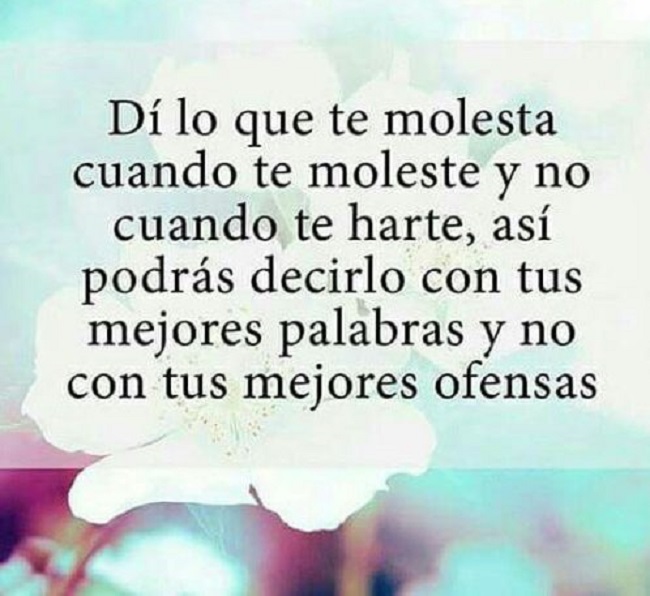 Dí lo que te molesta
cuando te moleste y no
cuando te harte, así
podrás decirlo con tus
mejores palabras y no
con tus mejores ofensas